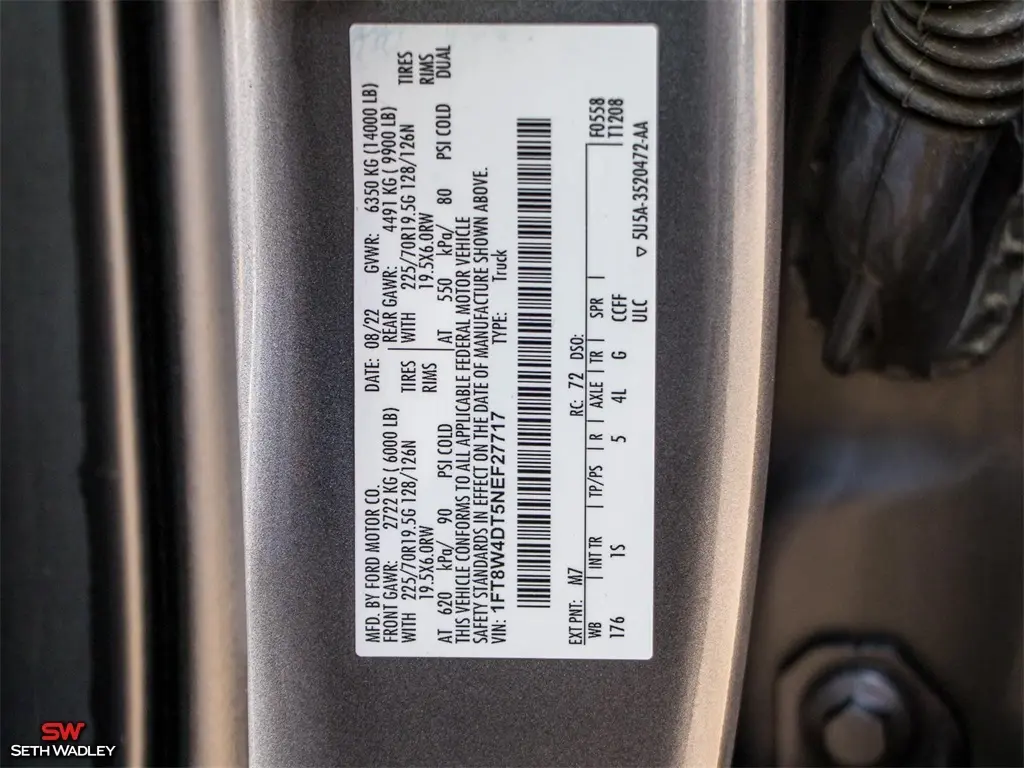 MFD. BY FORD MOTOR CO.
DATE: 08/22 GVWR: 6350 KG (14000 LB)
FRONT GAWR: 2722 KG ( 6000 LB)
REAR GAWR: 4491 KG ( 9900 LB)
WITH 225/70R19.5G 128/126N TIRES
WITH 225/70R19.5G 128/126N TIRES
19.5X6.0RW RIMS
19.5X6.0RW RIMS
AT 620 kPa/ 90 PSI COLD
AT 550 kPa/ 80 PSI COLD DUAL
THIS VEHICLE CONFORMS TO ALL APPLICABLE FEDERAL MOTOR VEHICLE
SAFETY STANDARDS IN EFFECT ON THE DATE OF MANUFACTURE SHOWN ABOVE.
VIN: 1FT8W4DT5NEF27717 TYPE: Truck
EXT PNT: M7 RC: 72 DSO:
WB INT TR TP/PS R AXLE TR SPR F0558
T1208
176 1S 5 4L G CCFF
ULC 5U5A-3520472-AA
SW
SETH WADLEY